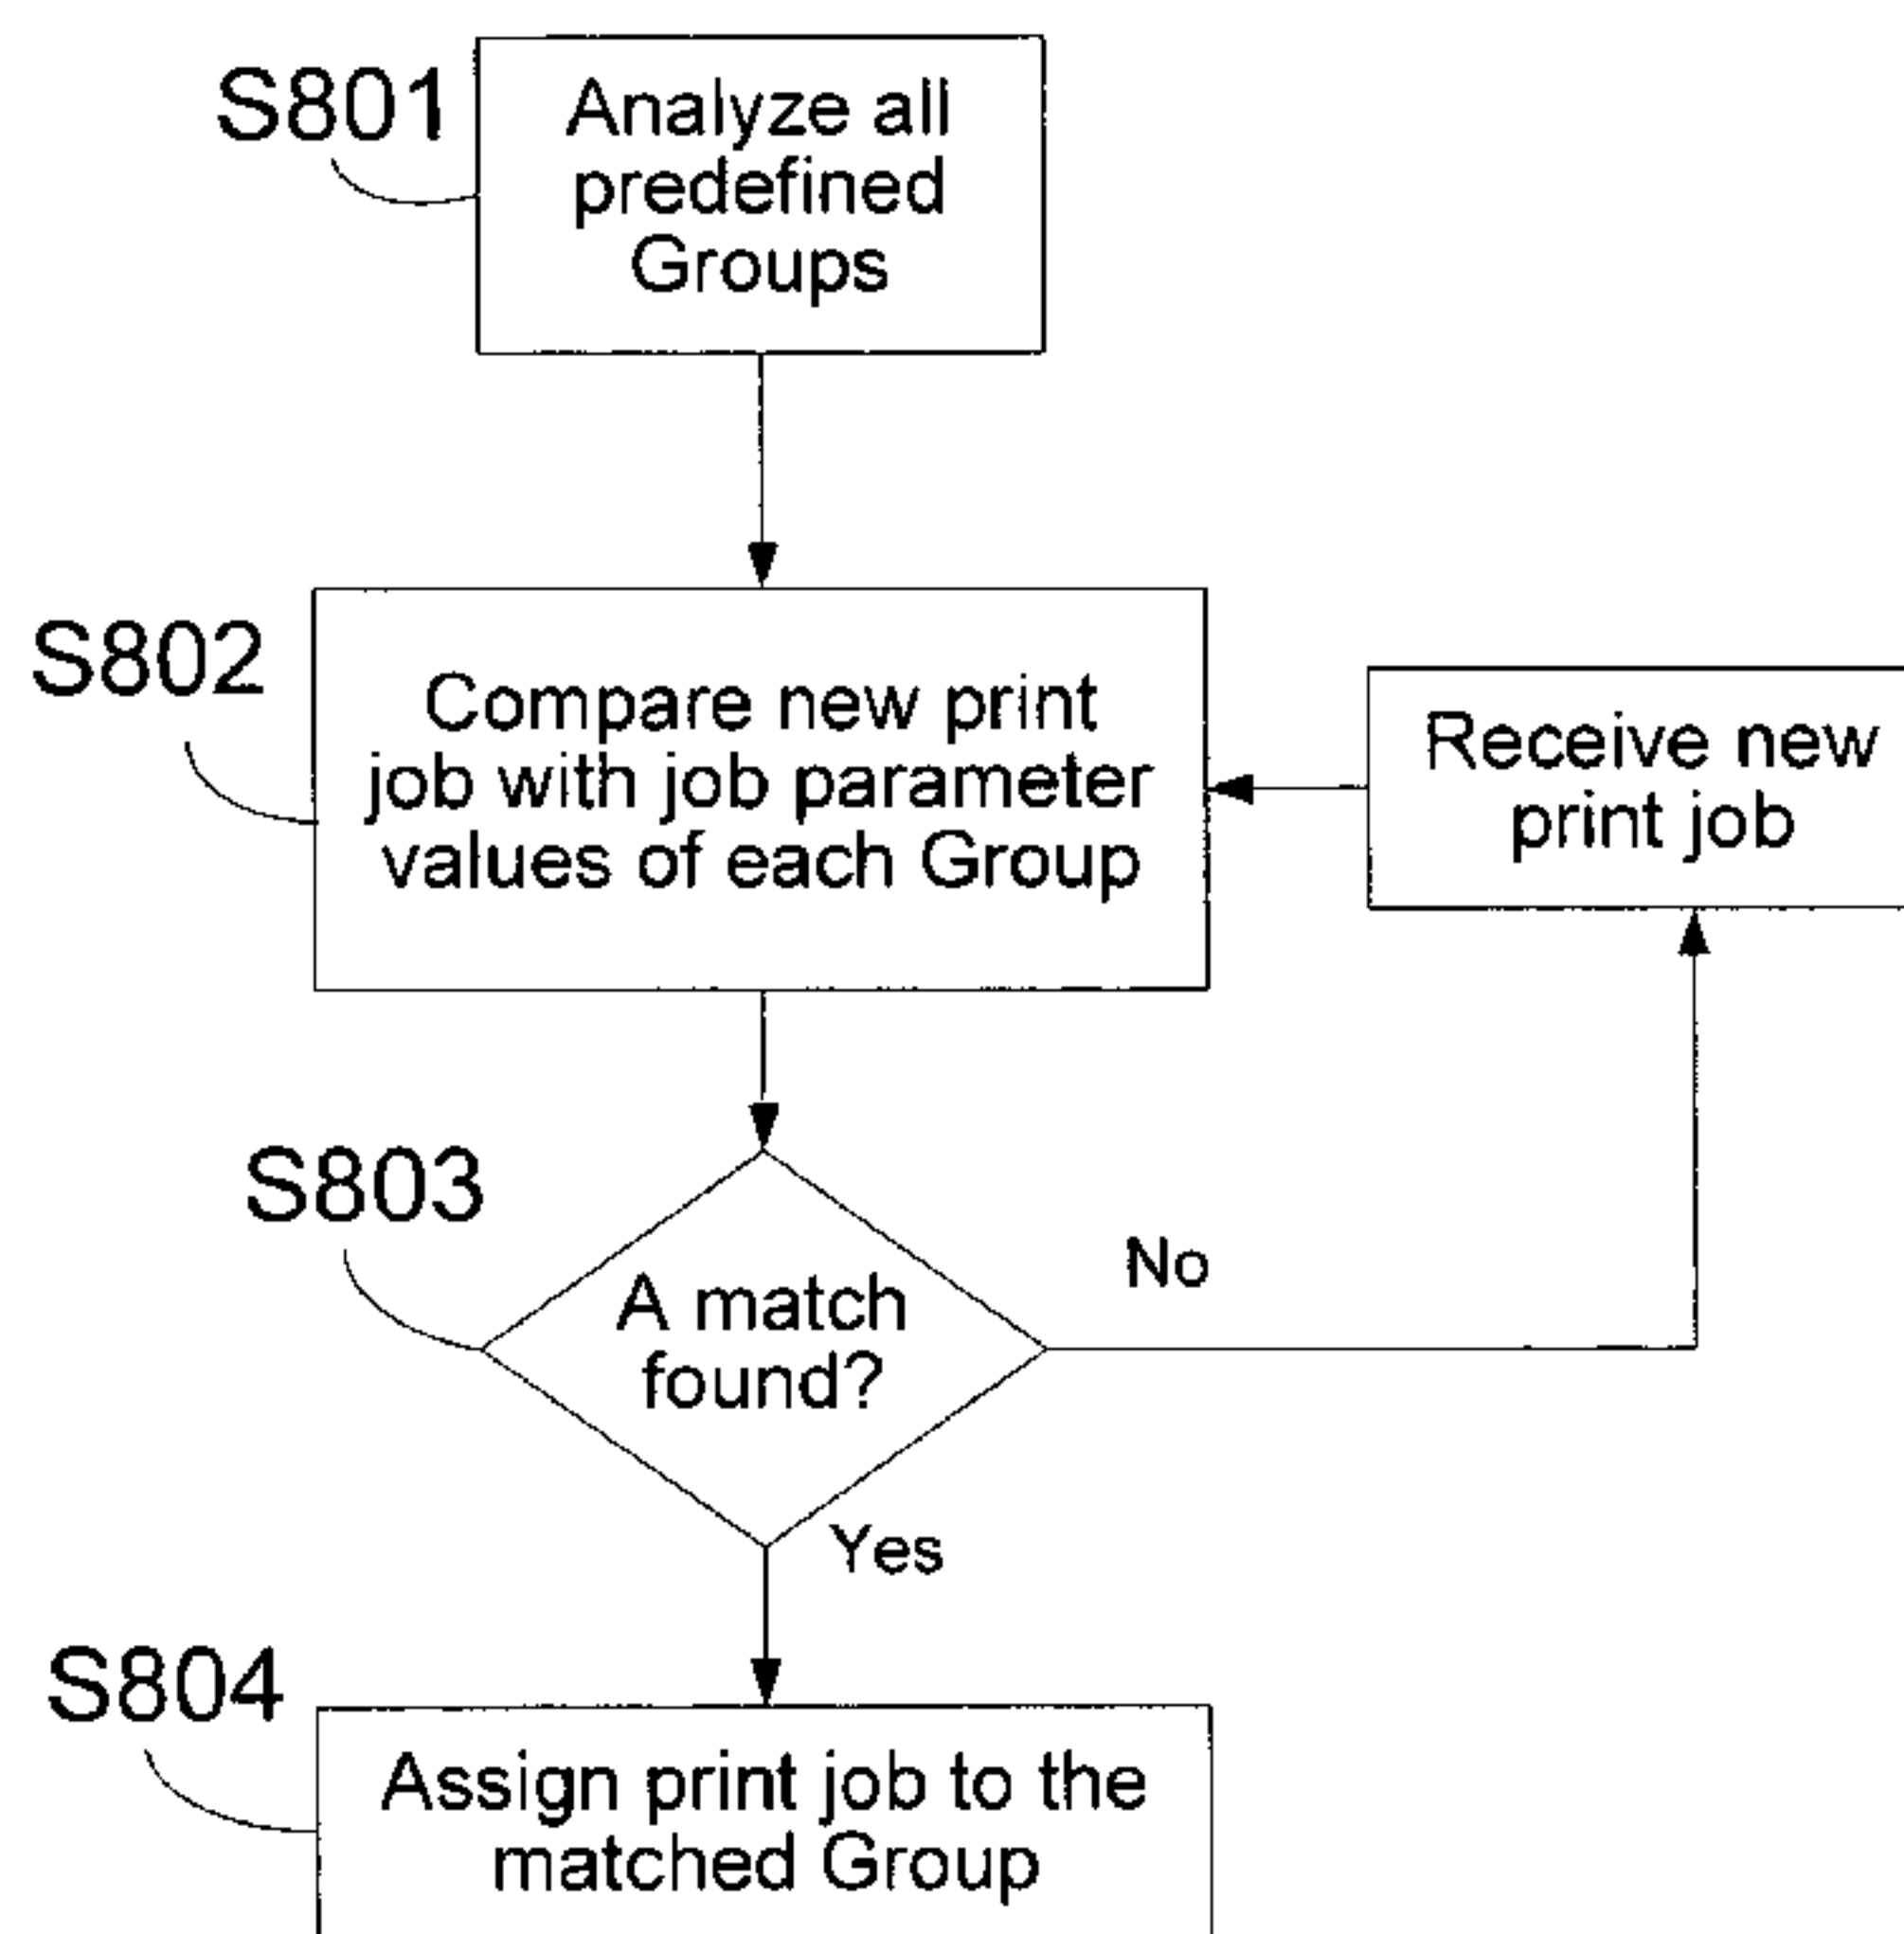 S801
Analyze all
predefined
Groups
S802
Compare new print
job with job parameter
values of each Group
Receive new
print job
S803
A match
found?
No
Yes
S804
Assign print job to the
matched Group